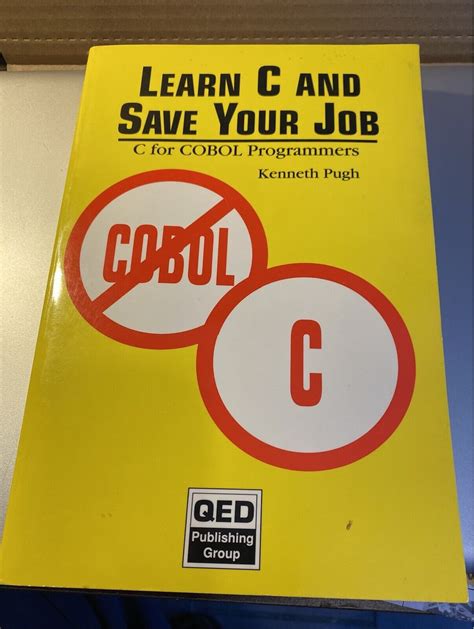 LEARN C AND
SAVE YOUR JOB
C for COBOL Programmers
Kenneth Pugh
COBOL
C
QED
Publishing
Group